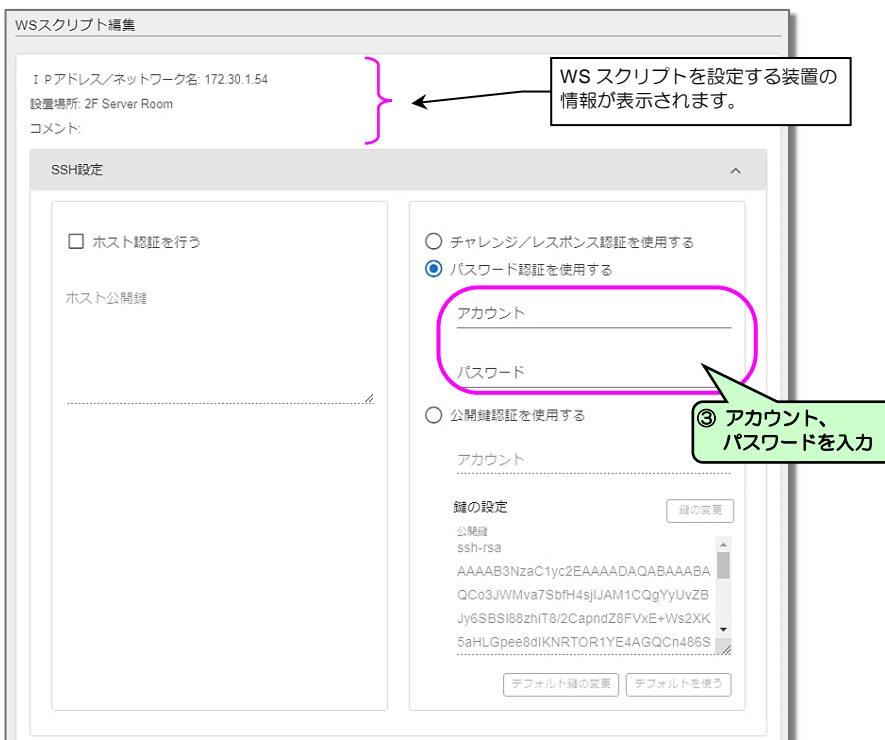 WSスクリプト編集
ＩＰアドレス／ネットワーク名: 172.30.1.54
設置場所: 2F Server Room
コメント:
WS スクリプトを設定する装置の
情報が表示されます。
SSH設定
ホスト認証を行う
ホスト公開鍵
チャレンジ／レスポンス認証を使用する
パスワード認証を使用する
アカウント
パスワード
③ アカウント、
パスワードを入力
公開鍵認証を使用する
アカウント
鍵の設定
鍵の変更
公開鍵
ssh-rsa
AAAAB3NzaC1yc2EAAAADAQABAAABA
QCo3JWMva7SbfH4sjIJAM1CQgYyUvZB
Jy6SBSI88zhiT8/2CapndZ8FVxE+Ws2XK
5aHLGpee8dIKNRTOR1YE4AGQCn486S
デフォルト鍵の変更
デフォルトを使う